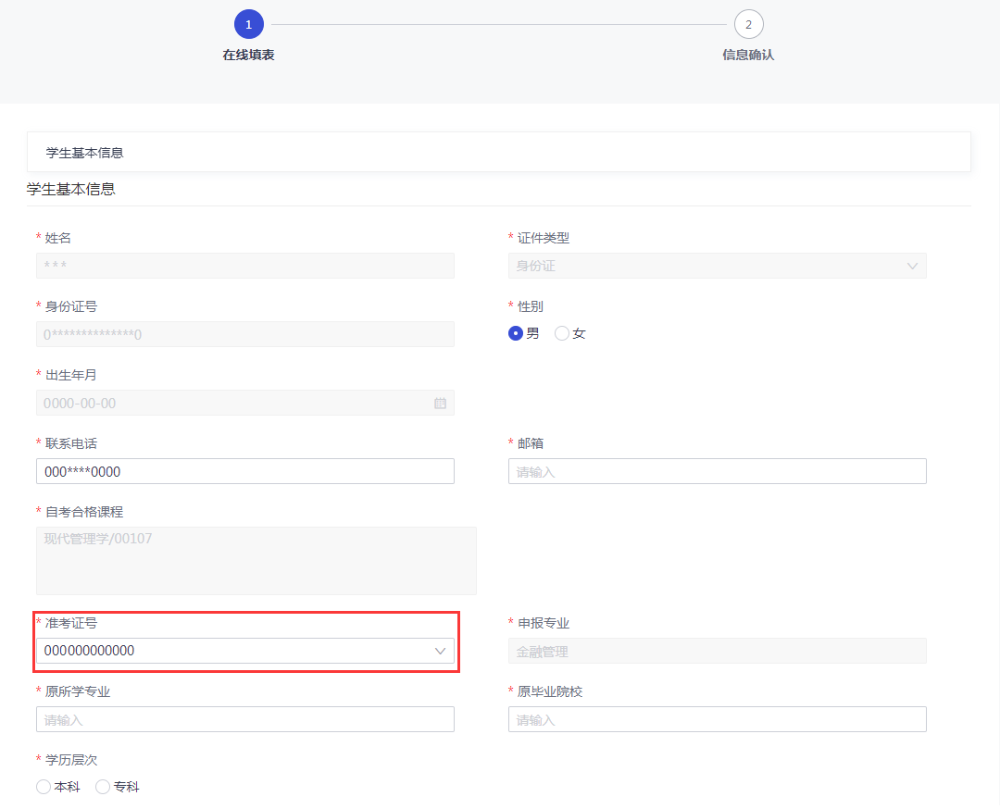 1
2
在线填表
信息确认
学生基本信息
学生基本信息
* 姓名
* 证件类型
***
身份证
* 身份证号
* 性别
0**************0
男 女
* 出生年月
0000-00-00
* 联系电话
* 邮箱
000****0000
请输入
* 自考合格课程
现代管理学/00107
* 准考证号
* 申报专业
000000000000
金融管理
* 原所学专业
* 原毕业院校
请输入
请输入
* 学历层次
本科 专科